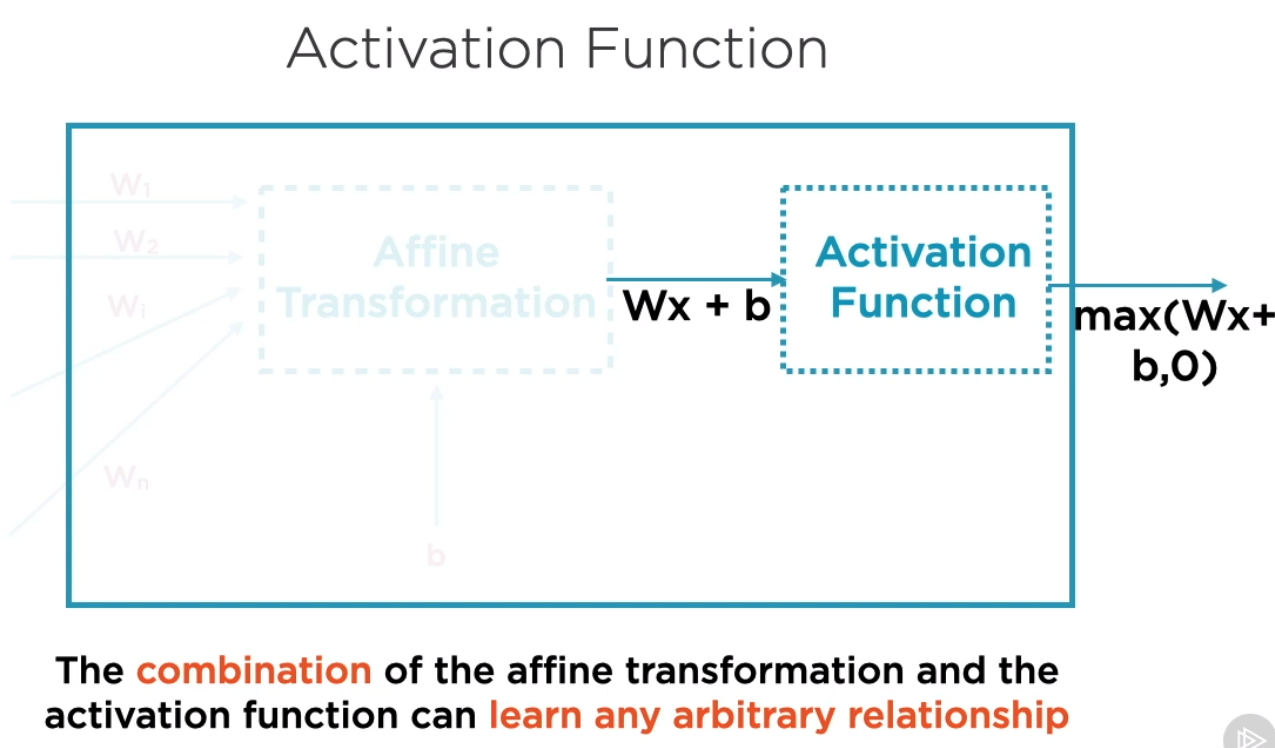 Activation Function
W1
W2
Wi
Wn
Affine
Transformation
b
Wx + b
Activation
Function
max(Wx+
b,0)
The combination of the affine transformation and the
activation function can learn any arbitrary relationship